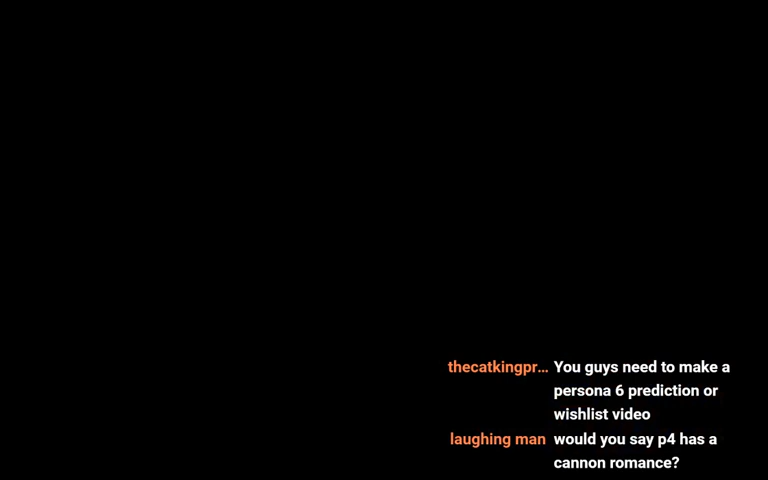 thecatkingpr... You guys need to make a
persona 6 prediction or
wishlist video
laughing man would you say p4 has a
cannon romance?